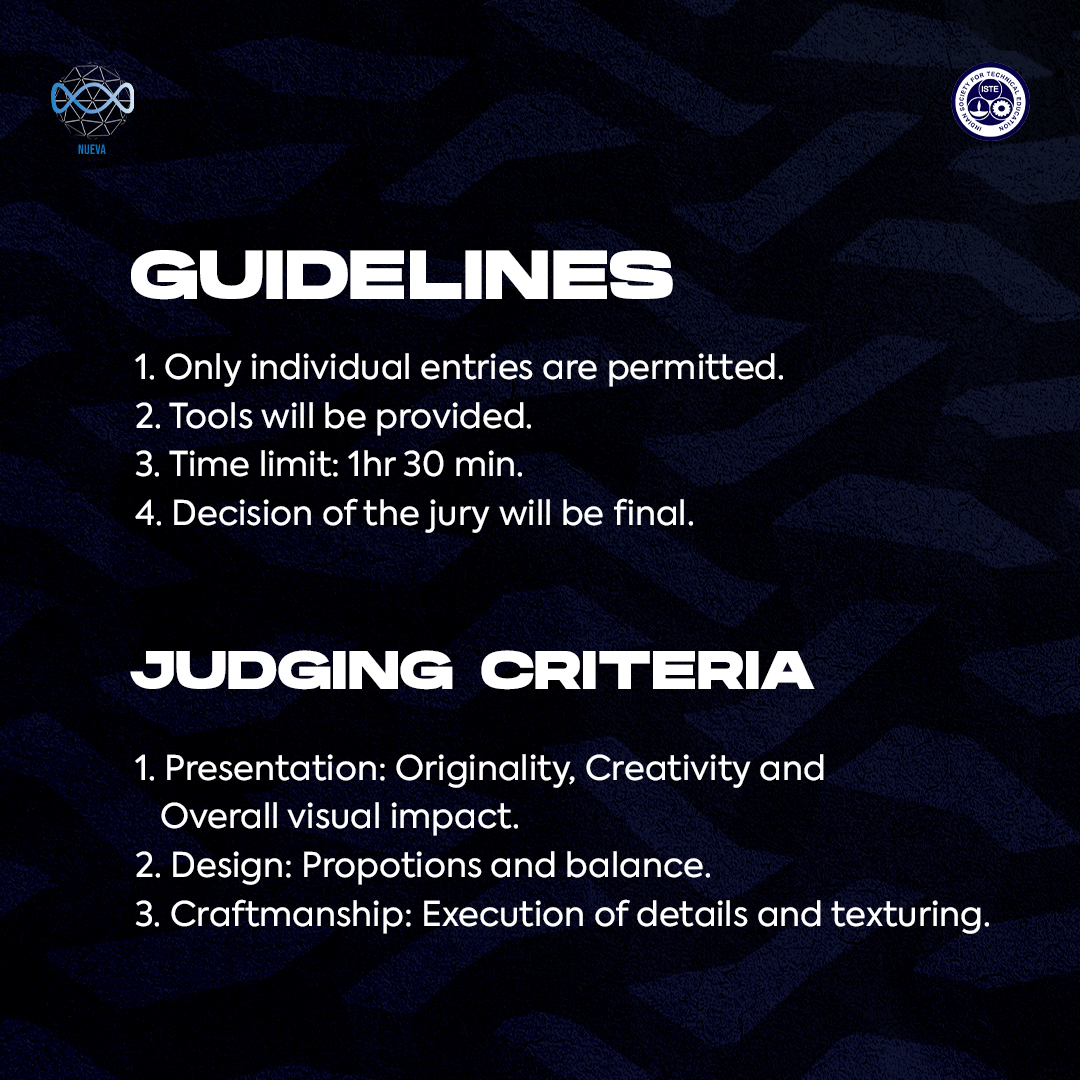 NUEVA
INDIAN SOCIETY FOR TECHNICAL EDUCATION
ISTE
GUIDELINES
1. Only individual entries are permitted.
2. Tools will be provided.
3. Time limit: 1hr 30 min.
4. Decision of the jury will be final.
JUDGING CRITERIA
1. Presentation: Originality, Creativity and
Overall visual impact.
2. Design: Propotions and balance.
3. Craftmanship: Execution of details and texturing.